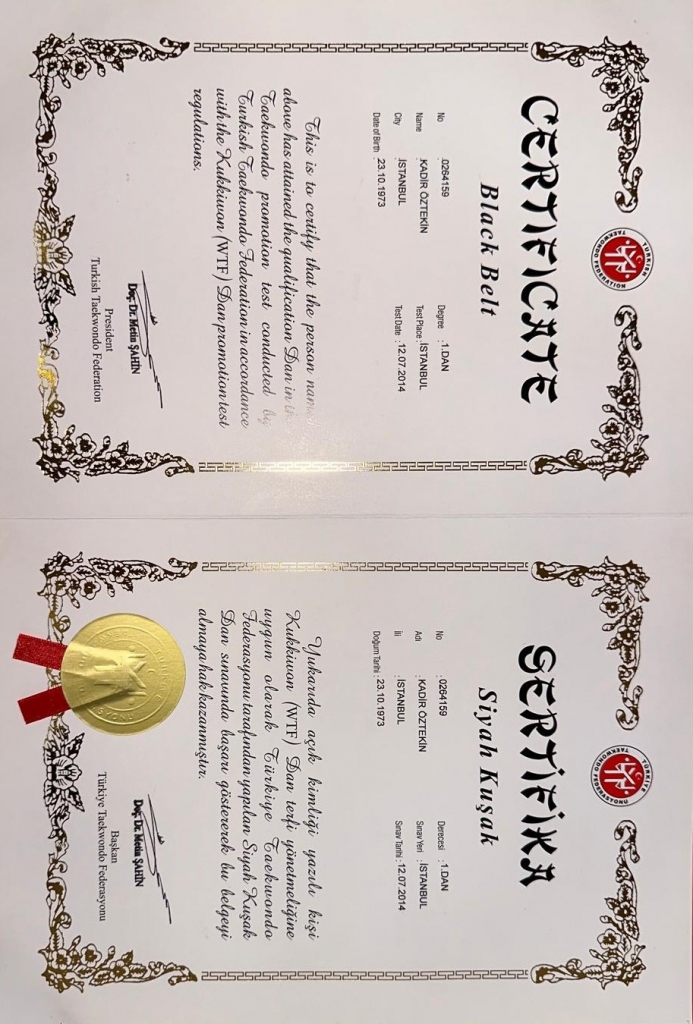 TURKISH
TAEKWONDO FEDERATION
CERTIFICATE
Black Belt
No : 0264159 Degree : 1.DAN
Name : KADİR ÖZTEKİN Test Place : İSTANBUL
City : İSTANBUL Test Date : 12.07.2014
Date of Birth : 23.10.1973
This is to certify that the person
above has attained the qualification Dan in
Taekwondo promotion test conducted by
Turkish Taekwondo Federation in accordance
with the Kukkiwon (WTF) Dan promotion test
regulations.
Doç. Dr. Metin ŞAHİN
President
Turkish Taekwondo Federation
TÜRKİYE
TAEKWONDO FEDERASYONU
SERTİFİKA
Siyah Kuşak
No : 0264159 Derecesi : 1.DAN
Adı : KADİR ÖZTEKİN Sınav Yeri : İSTANBUL
İli : İSTANBUL Sınav Tarihi : 12.07.2014
Doğum Tarihi : 23.10.1973
Yukarıda açık kimliği yazılı kişi
Kukkiwon (WTF) Dan terfi yönetmeliğine
uygun olarak Türkiye Taekwondo
Federasyonu tarafından yapılan Siyah Kuşak
Dan sınavında başarı göstererek bu belgeyi
almaya hak kazanmıştır.
Doç. Dr. Metin ŞAHİN
Başkan
Türkiye Taekwondo Federasyonu